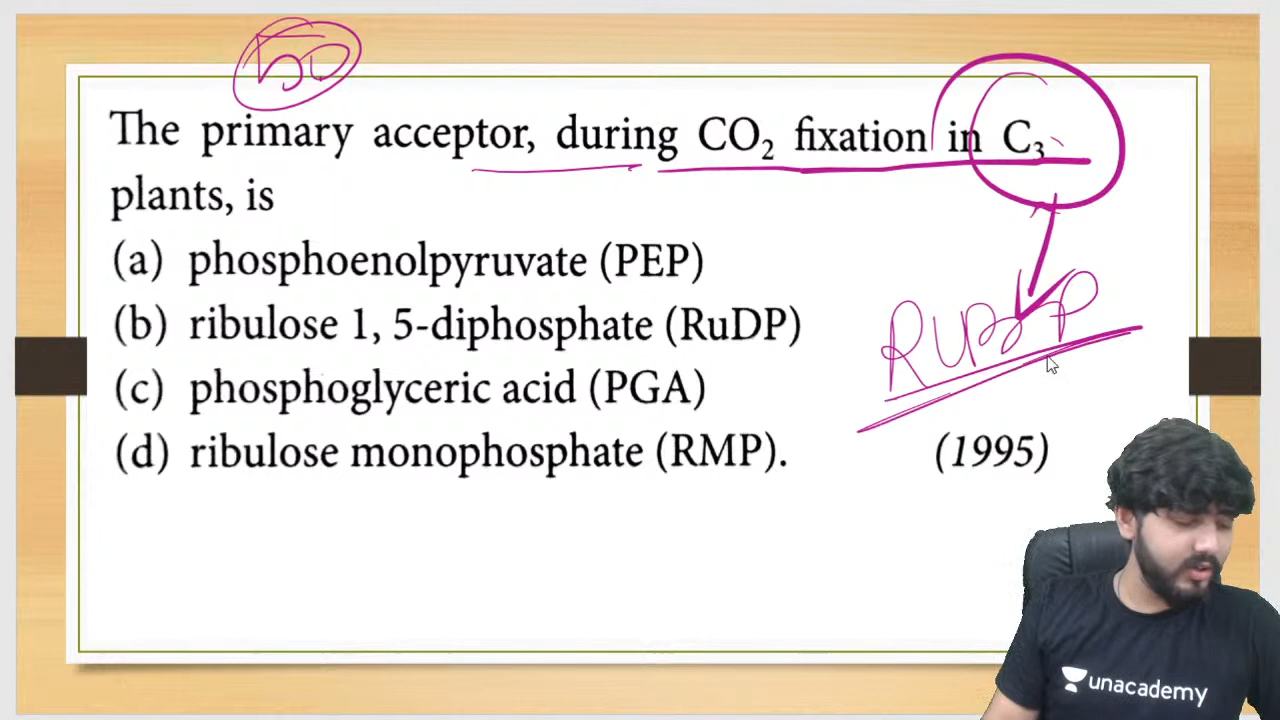 50
The primary acceptor, during CO₂ fixation in C₃
plants, is
(a) phosphoenolpyruvate (PEP)
(b) ribulose 1, 5-diphosphate (RuDP)
(c) phosphoglyceric acid (PGA)
(d) ribulose monophosphate (RMP). (1995)
unacademy